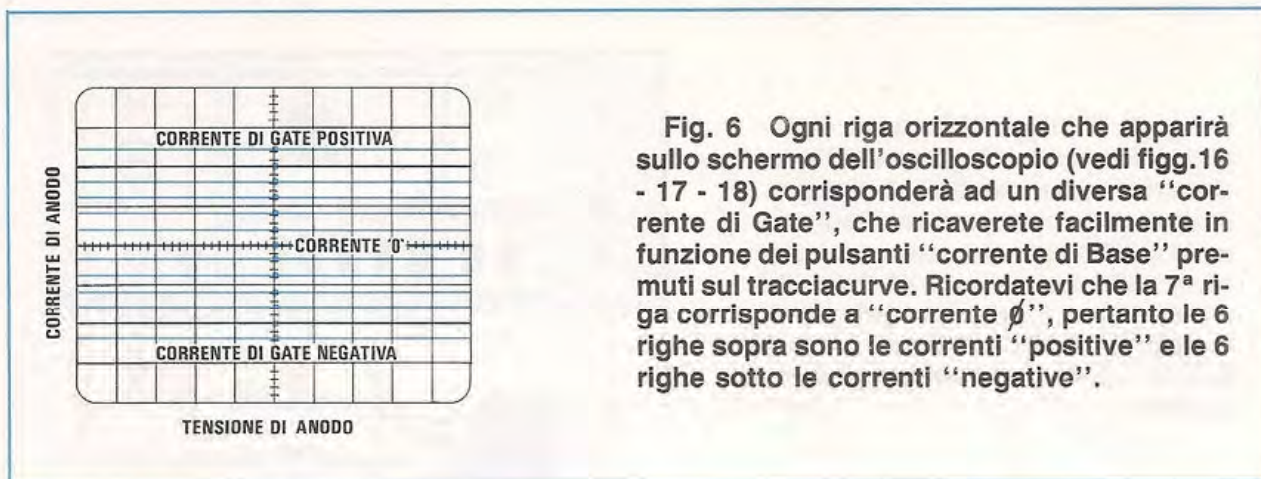 CORRENTE DI GATE POSITIVA
CORRENTE DI ANODO
CORRENTE '0'
CORRENTE DI GATE NEGATIVA
TENSIONE DI ANODO
Fig. 6 Ogni riga orizzontale che apparirà
sullo schermo dell'oscilloscopio (vedi figg.16
- 17 - 18) corrisponderà ad un diversa ''cor-
rente di Gate'', che ricaverete facilmente in
funzione dei pulsanti ''corrente di Base'' pre-
muti sul tracciacurve. Ricordatevi che la 7ª ri-
ga corrisponde a ''corrente ø'', pertanto le 6
righe sopra sono le correnti ''positive'' e le 6
righe sotto le correnti ''negative''.